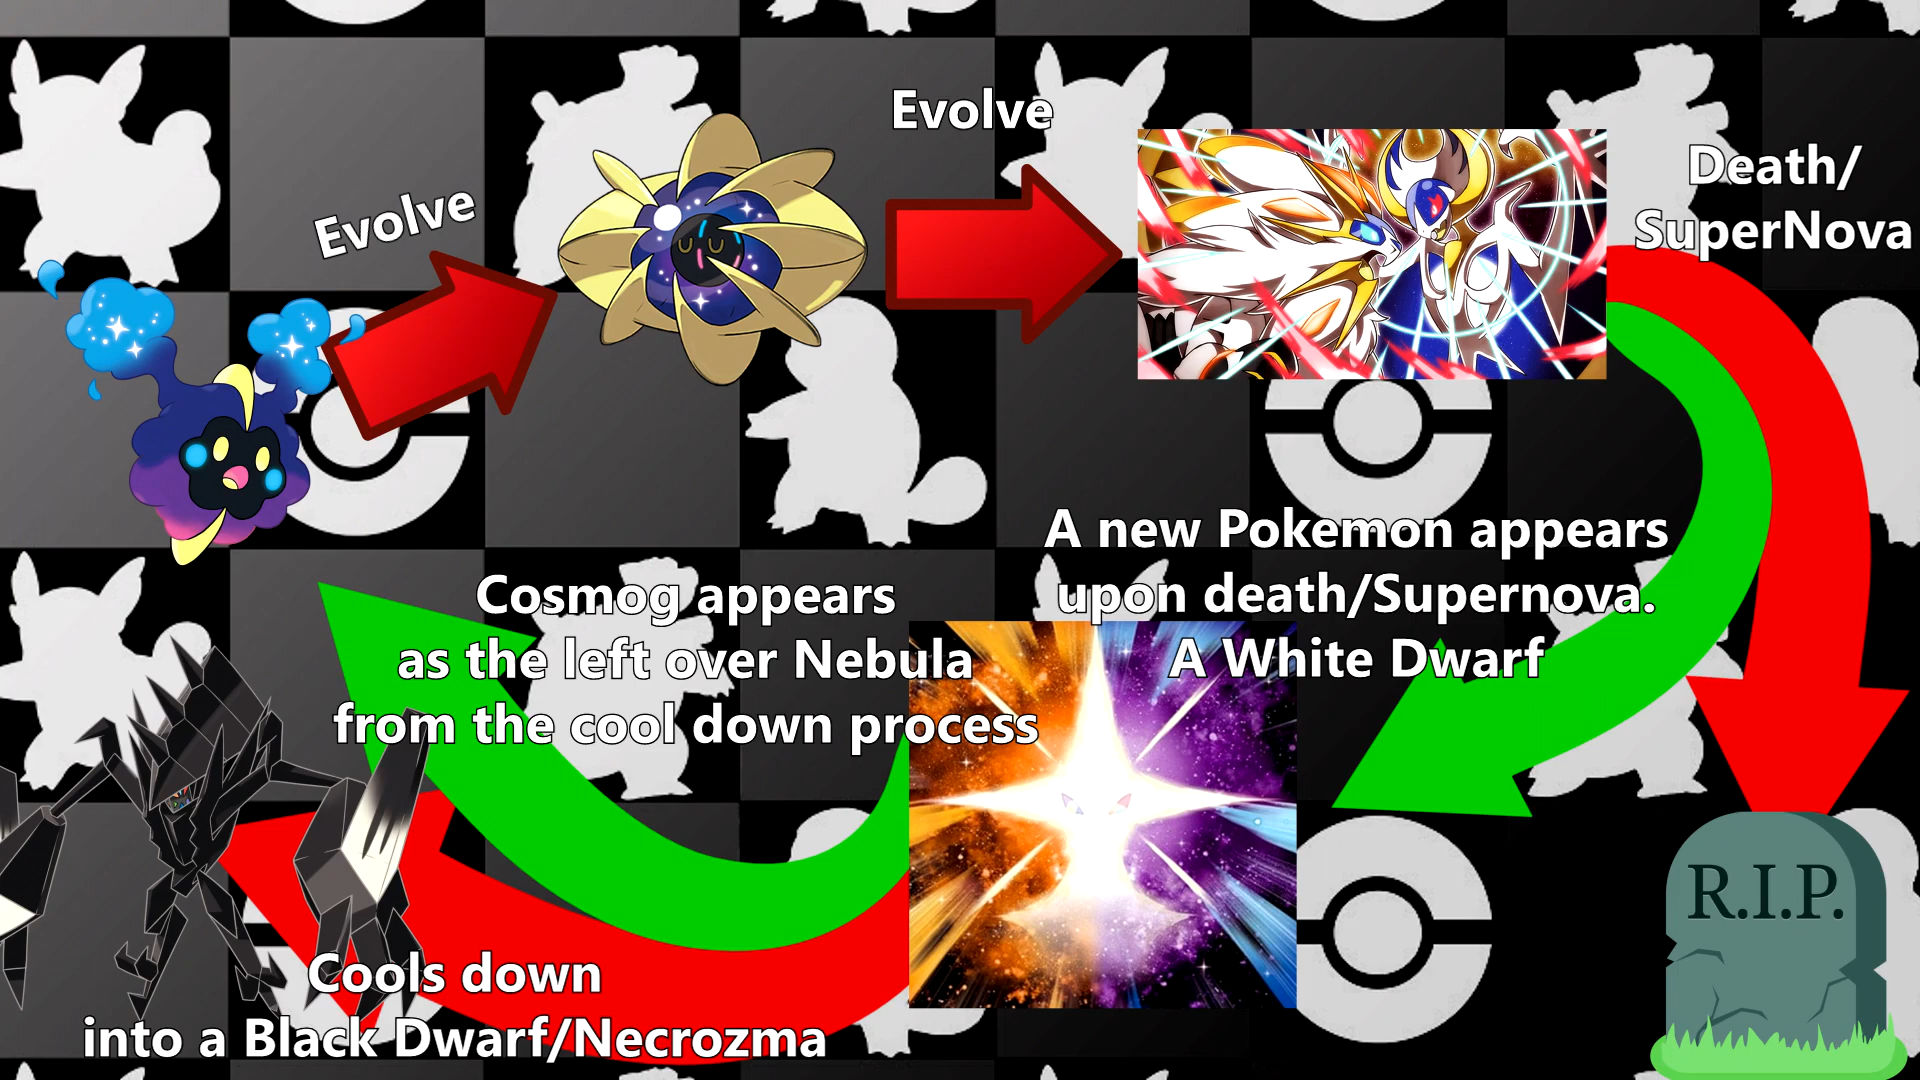 Evolve
Evolve
Death/
SuperNova
A new Pokemon appears
upon death/Supernova.
A White Dwarf
Cosmog appears
as the left over Nebula
from the cool down process
R.I.P.
Cools down
into a Black Dwarf/Necrozma